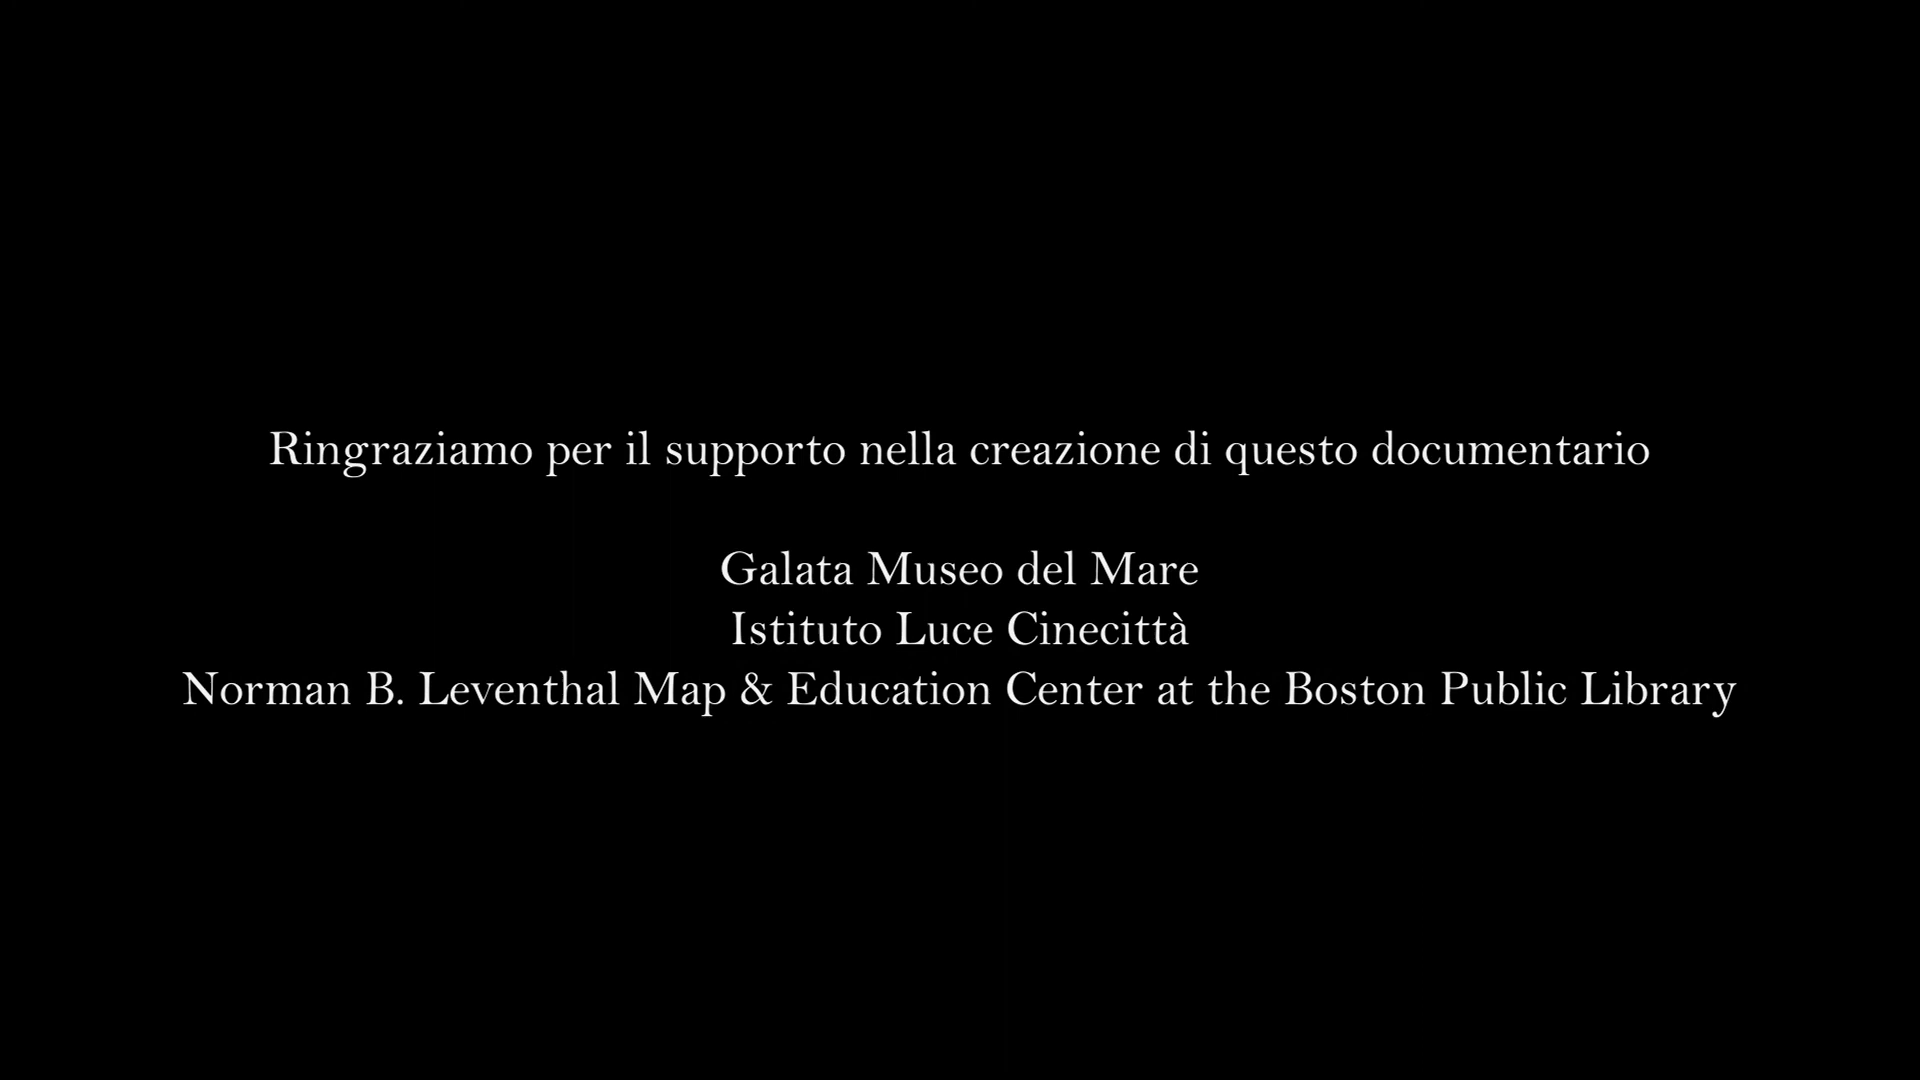 Ringraziamo per il supporto nella creazione di questo documentario
Galata Museo del Mare
Istituto Luce Cinecittà
Norman B. Leventhal Map & Education Center at the Boston Public Library